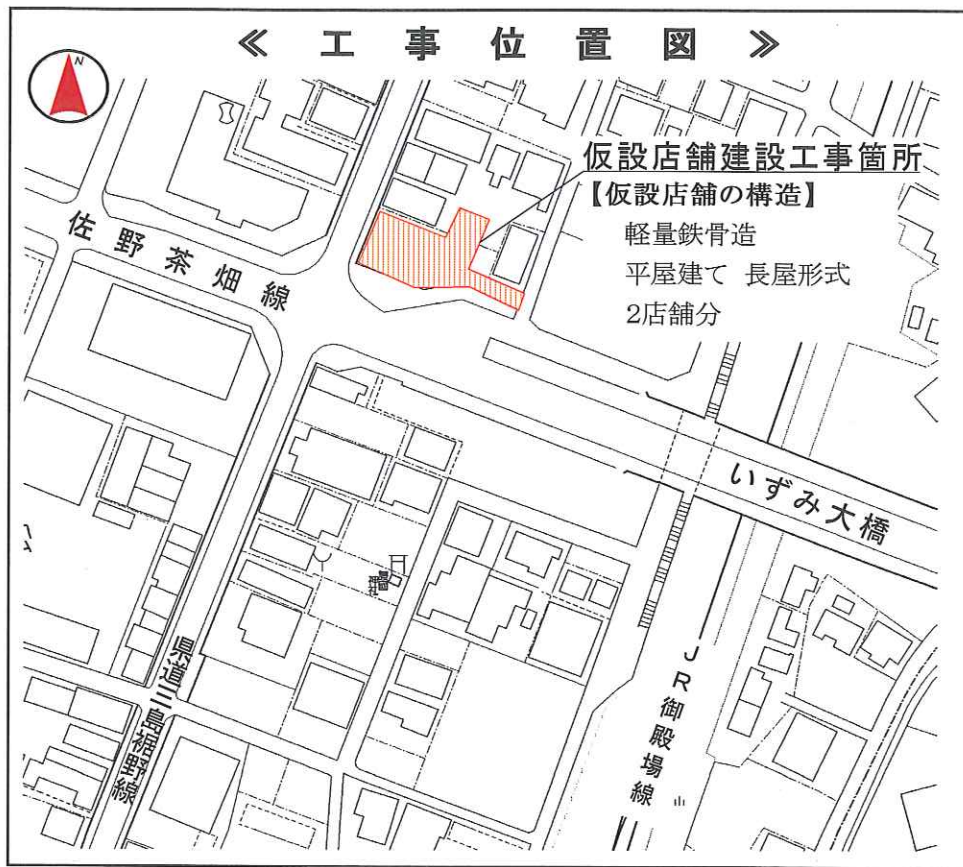 ≪ 工 事 位 置 図 ≫
N
仮設店舗建設工事箇所
【仮設店舗の構造】
軽量鉄骨造
平屋建て 長屋形式
2店舗分
佐野茶畑線
いずみ大橋
県道三島裾野線
JR御殿場線